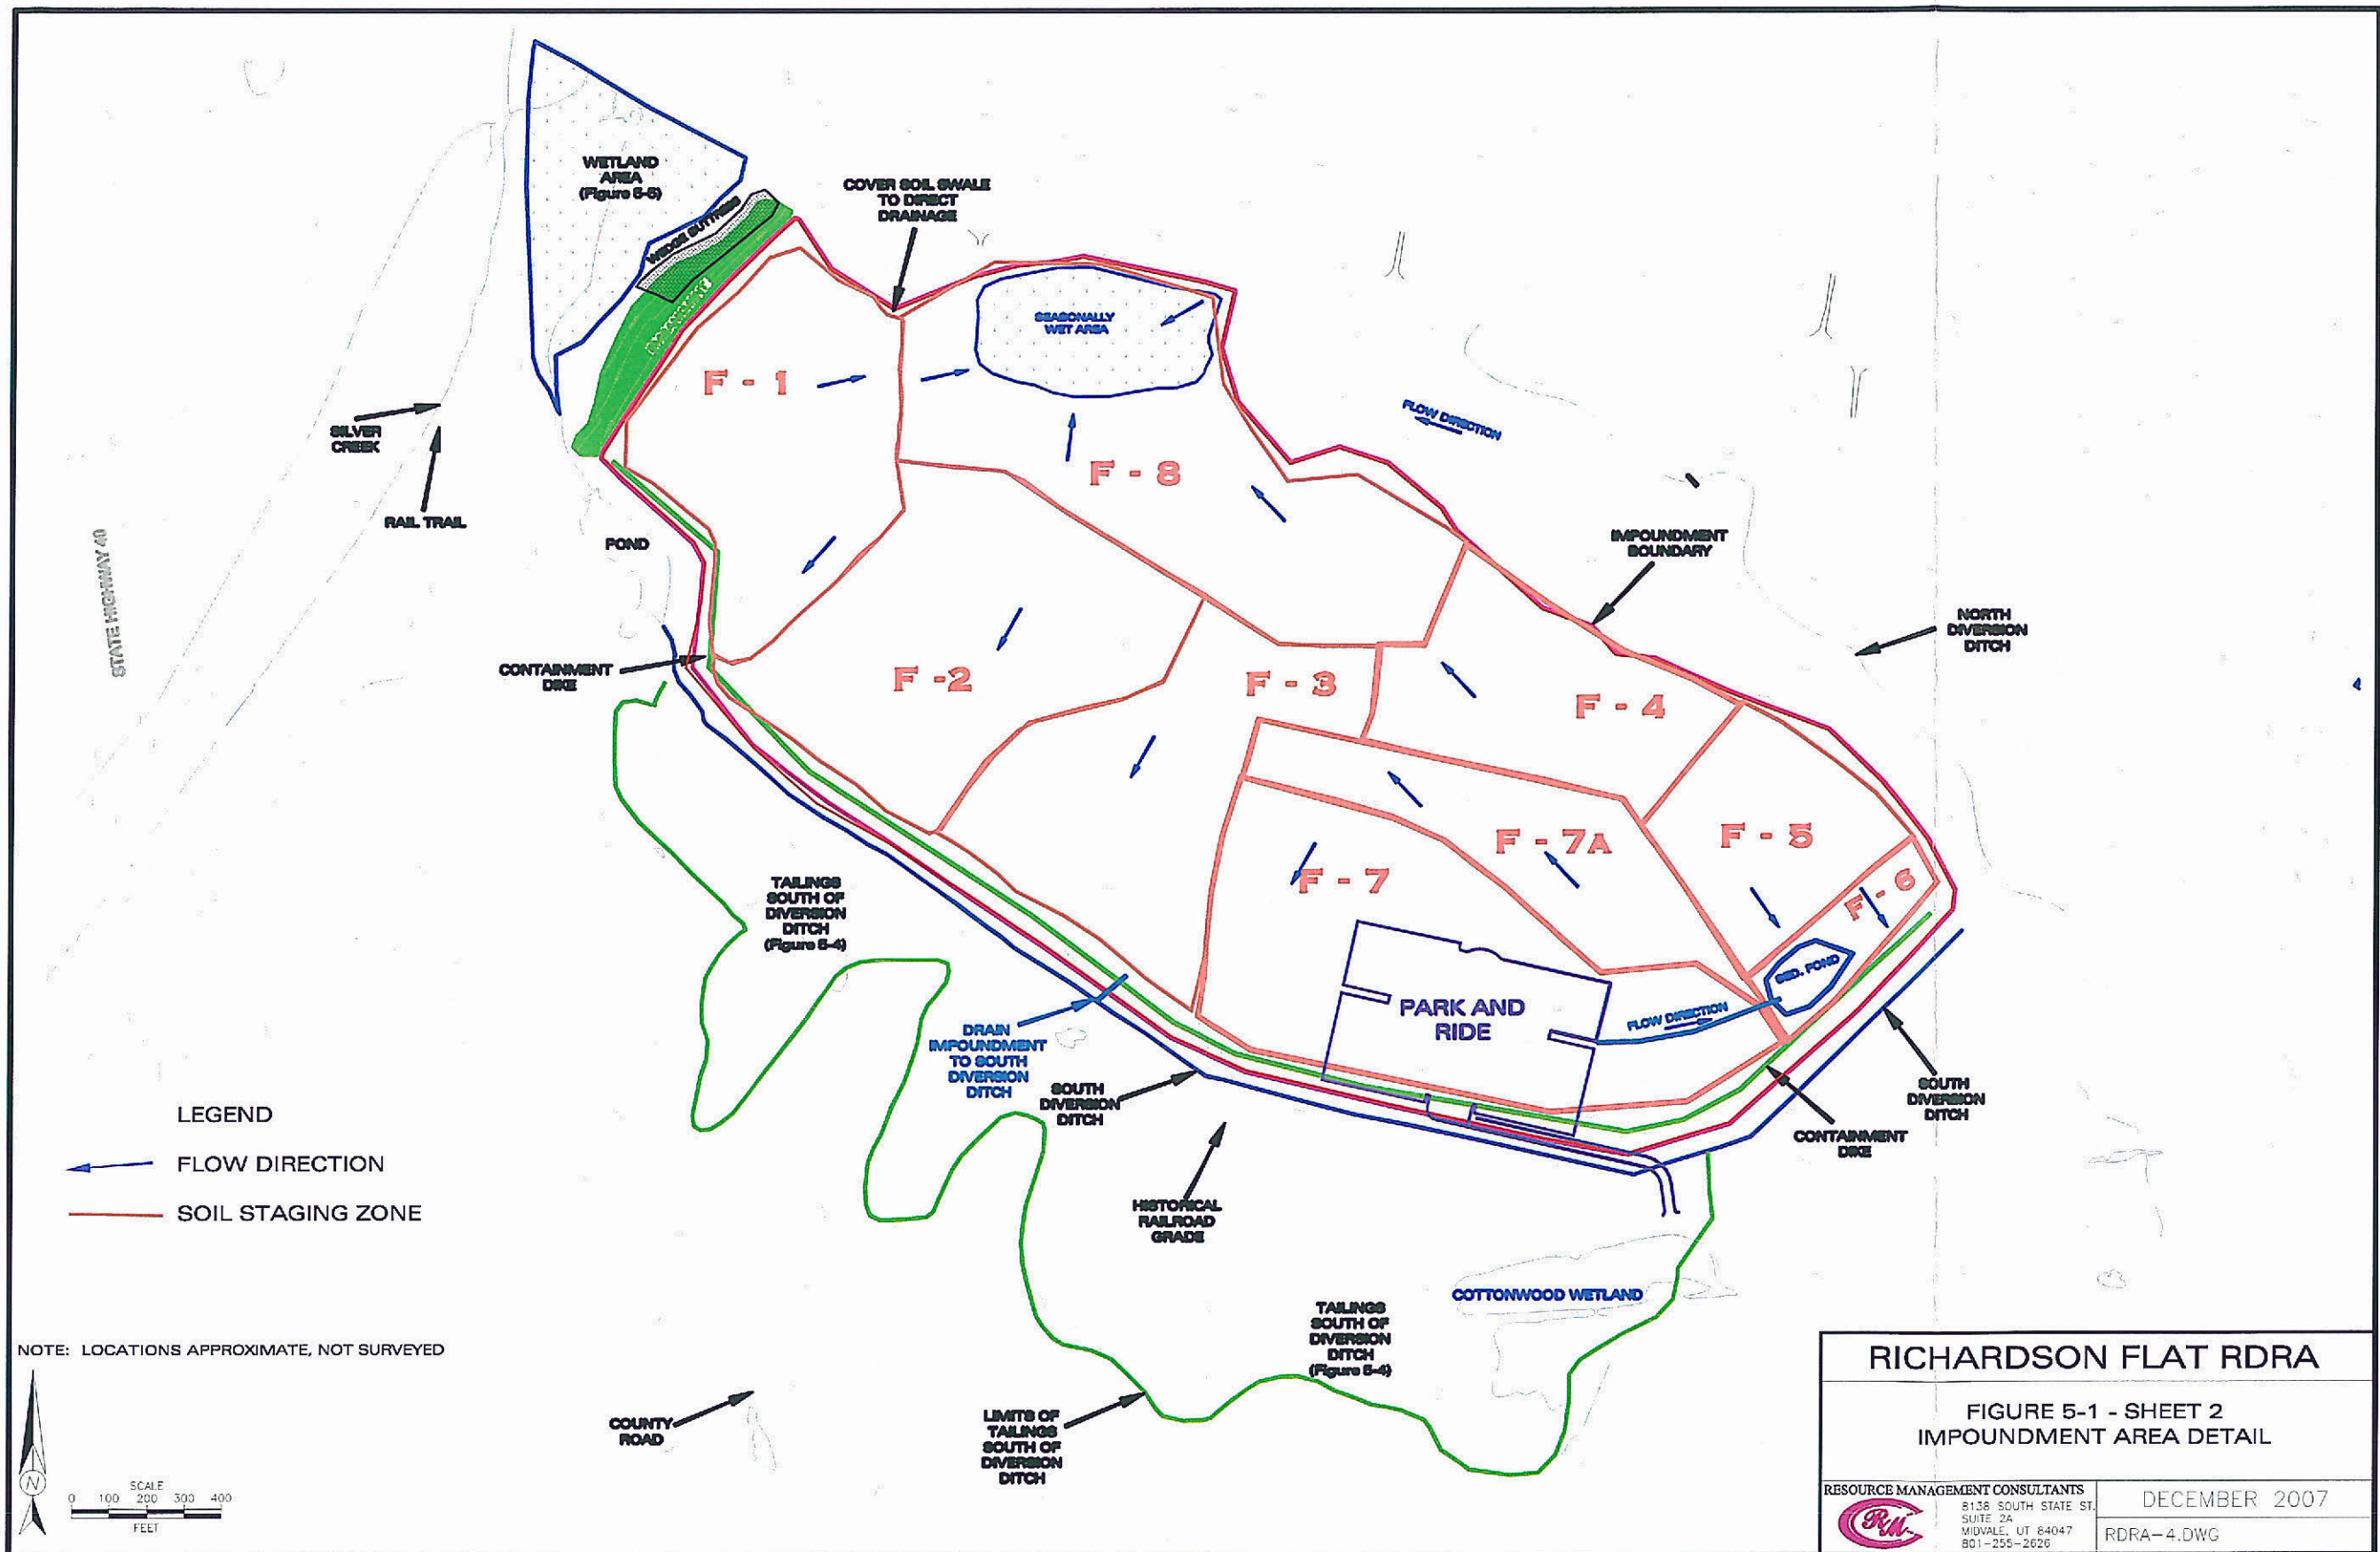 WETLAND
AREA
(Figure 5-5)
WEDGE BUTTRESS
COVER SOIL SWALE
TO DIRECT
DRAINAGE
SEASONALLY
WET AREA
F - 1
F - 8
FLOW DIRECTION
SILVER
CREEK
RAIL TRAIL
STATE HIGHWAY 40
POND
IMPOUNDMENT
BOUNDARY
NORTH
DIVERSION
DITCH
CONTAINMENT
DIKE
F -2
F - 3
F - 4
F - 7A
F - 5
F - 7
F - 6
TAILINGS
SOUTH OF
DIVERSION
DITCH
(Figure 5-4)
SED. POND
PARK AND
RIDE
FLOW DIRECTION
DRAIN
IMPOUNDMENT
TO SOUTH
DIVERSION
DITCH
SOUTH
DIVERSION
DITCH
SOUTH
DIVERSION
DITCH
CONTAINMENT
DIKE
HISTORICAL
RAILROAD
GRADE
LEGEND
FLOW DIRECTION
SOIL STAGING ZONE
COTTONWOOD WETLAND
TAILINGS
SOUTH OF
DIVERSION
DITCH
(Figure 5-4)
NOTE: LOCATIONS APPROXIMATE, NOT SURVEYED
COUNTY
ROAD
LIMITS OF
TAILINGS
SOUTH OF
DIVERSION
DITCH
N
SCALE
0 100 200 300 400
FEET
RICHARDSON FLAT RDRA
FIGURE 5-1 - SHEET 2
IMPOUNDMENT AREA DETAIL
RESOURCE MANAGEMENT CONSULTANTS
RMC
8138 SOUTH STATE ST.
SUITE 2A
MIDVALE, UT 84047
801-255-2626
DECEMBER 2007
RDRA-4.DWG